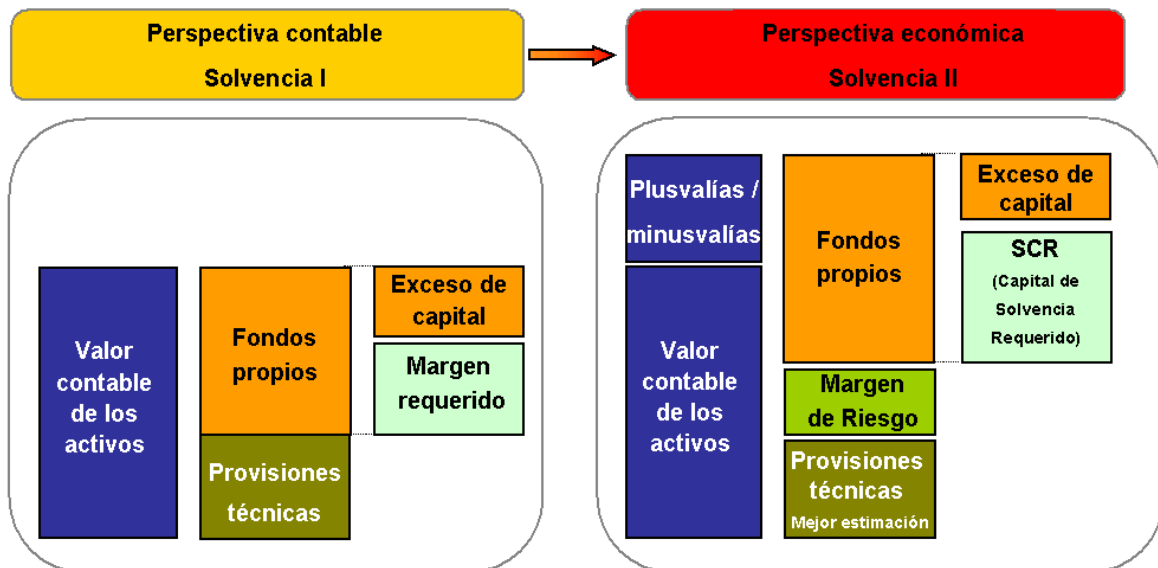 Perspectiva contable
Solvencia I
Perspectiva económica
Solvencia II
Valor
contable
de los
activos
Fondos
propios
Provisiones
técnicas
Exceso de
capital
Margen
requerido
Plusvalías /
minusvalías
Valor
contable
de los
activos
Fondos
propios
Margen
de Riesgo
Provisiones
técnicas
Mejor estimación
Exceso de
capital
SCR
(Capital de
Solvencia
Requerido)